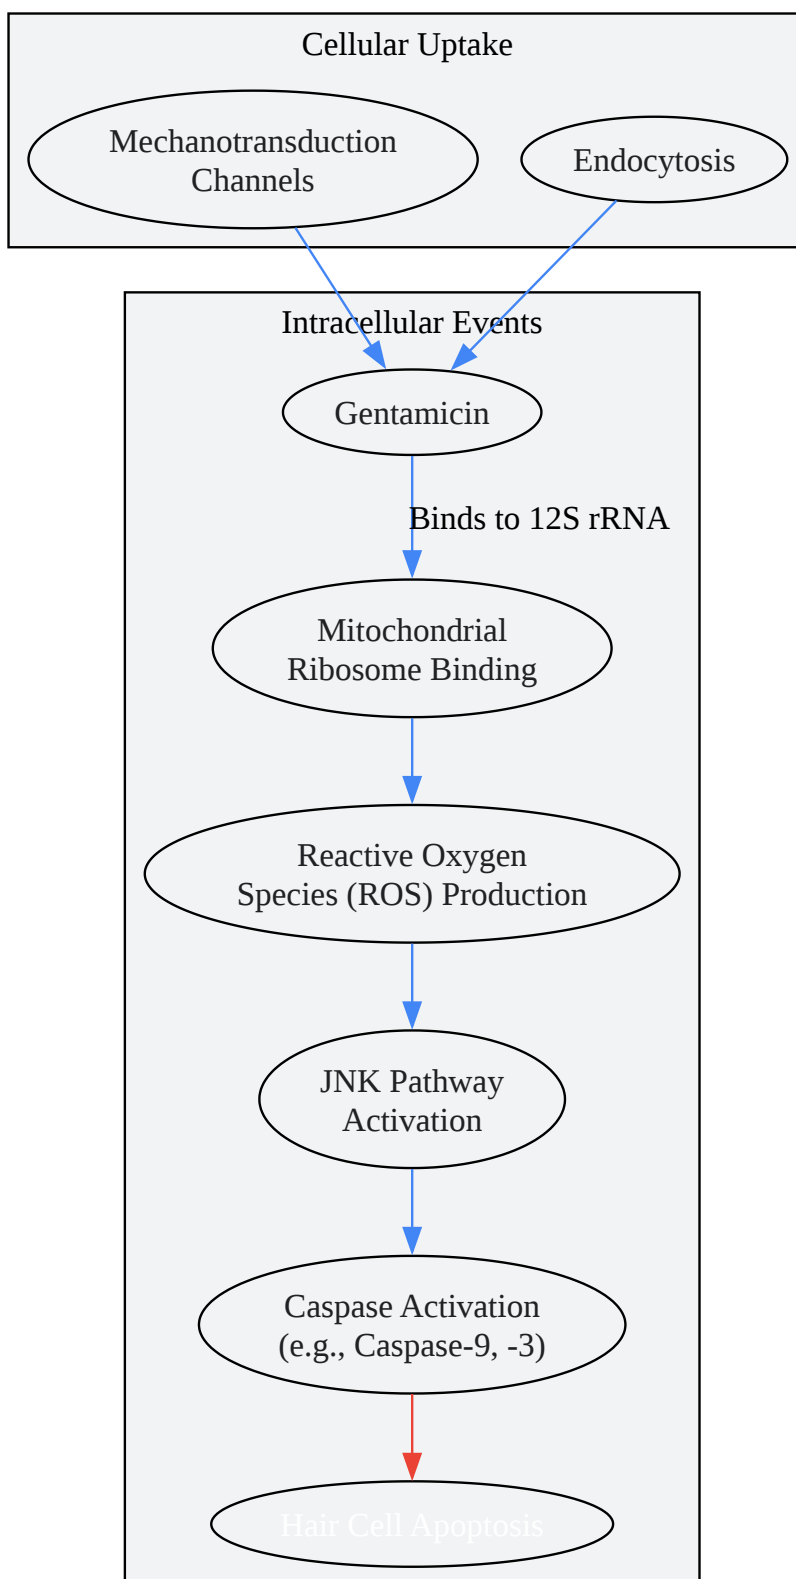 Cellular Uptake
Mechanotransduction
Channels
Endocytosis
Intracellular Events
Gentamicin
Binds to 12S rRNA
Mitochondrial
Ribosome Binding
Reactive Oxygen
Species (ROS) Production
JNK Pathway
Activation
Caspase Activation
(e.g., Caspase-9, -3)
Hair Cell Apoptosis